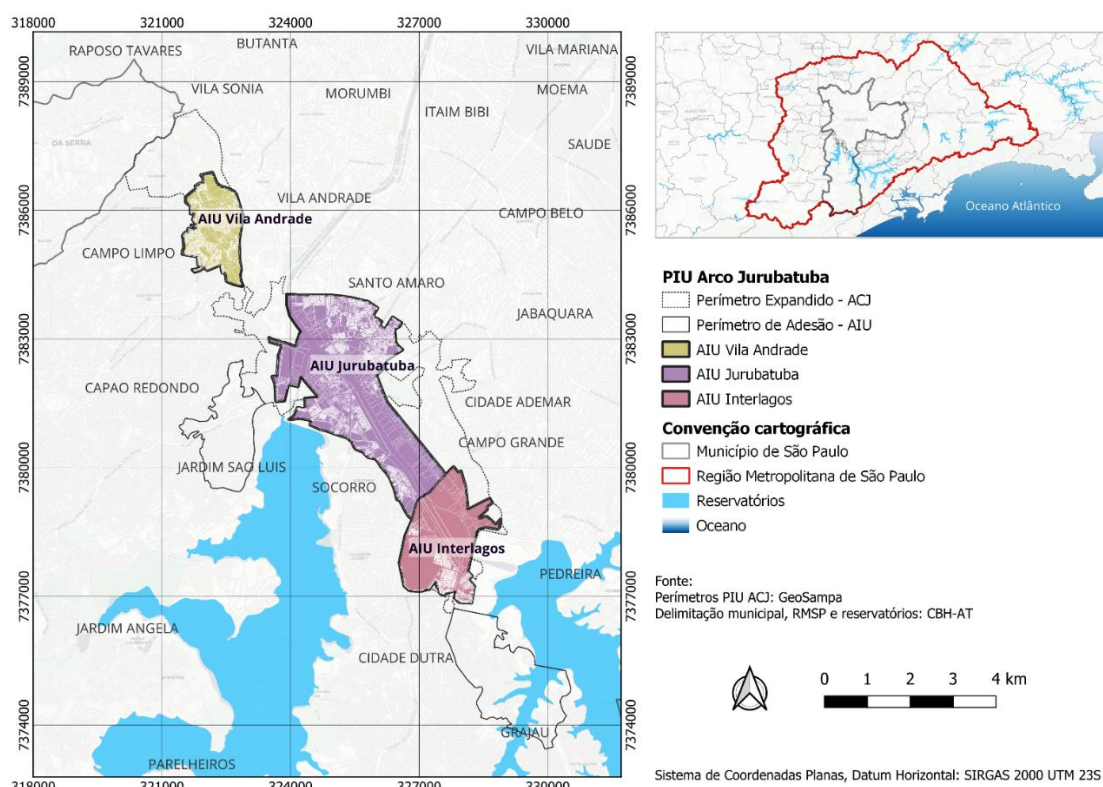 318000
321000
324000
327000
330000
RAPOSO TAVARES
BUTANTA
VILA MARIANA
7389000
7389000
VILA SONIA
MORUMBI
MOEMA
ITAIM BIBI
DA SERRA
SAUDE
VILA ANDRADE
7386000
AIU Vila Andrade
CAMPO BELO
7386000
CAMPO LIMPO
SANTO AMARO
JABAQUARA
7383000
7383000
AIU Jurubatuba
CAPAO REDONDO
CIDADE ADEMAR
CAMPO GRANDE
7380000
JARDIM SAO LUIS
7380000
SOCORRO
AIU Interlagos
PEDREIRA
7377000
7377000
JARDIM ANGELA
CIDADE DUTRA
7374000
GRAJAU
7374000
PARELHEIROS
318000
321000
324000
327000
330000
Oceano Atlântico
PIU Arco Jurubatuba
Perímetro Expandido - ACJ
Perímetro de Adesão - AIU
AIU Vila Andrade
AIU Jurubatuba
AIU Interlagos
Convenção cartográfica
Município de São Paulo
Região Metropolitana de São Paulo
Reservatórios
Oceano
Fonte:
Perímetros PIU ACJ: GeoSampa
Delimitação municipal, RMSP e reservatórios: CBH-AT
0 1 2 3 4 km
Sistema de Coordenadas Planas, Datum Horizontal: SIRGAS 2000 UTM 23S